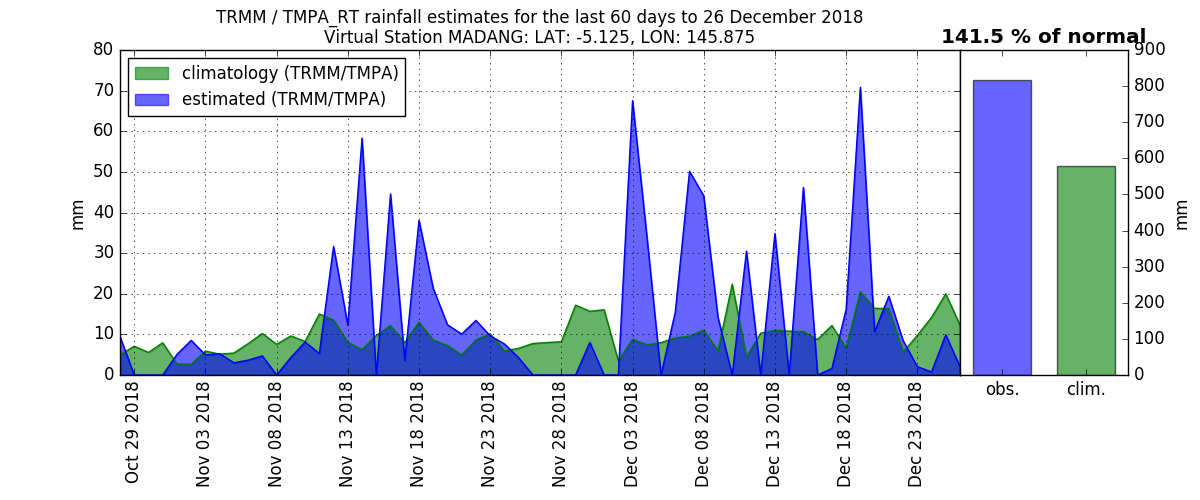 TRMM / TMPA_RT rainfall estimates for the last 60 days to 26 December 2018
Virtual Station MADANG: LAT: -5.125, LON: 145.875
141.5 % of normal
climatology (TRMM/TMPA)
estimated (TRMM/TMPA)
80
70
60
50
40
30
20
10
0
mm
900
800
700
600
500
400
300
200
100
0
mm
Oct 29 2018
Nov 03 2018
Nov 08 2018
Nov 13 2018
Nov 18 2018
Nov 23 2018
Nov 28 2018
Dec 03 2018
Dec 08 2018
Dec 13 2018
Dec 18 2018
Dec 23 2018
obs.
clim.